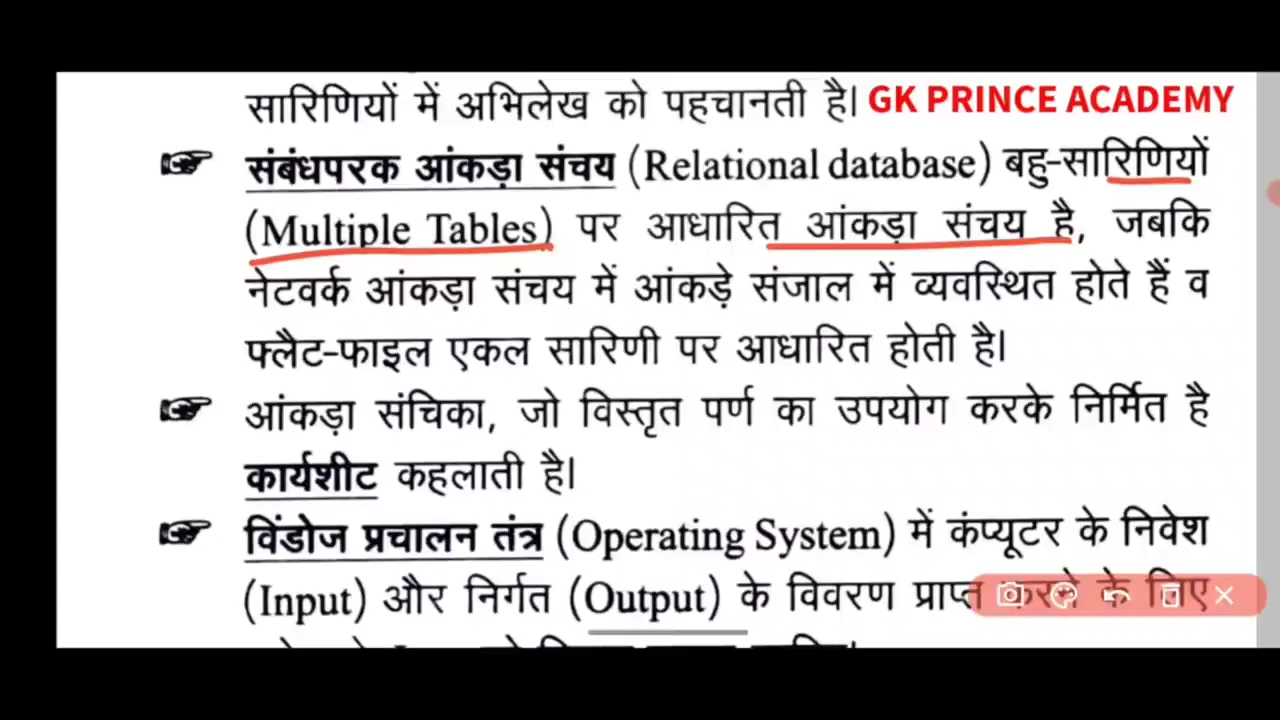 सारिणियों में अभिलेख को पहचानती है। GK PRINCE ACADEMY
संबंधपरक आंकड़ा संचय (Relational database) बहु-सारिणियों
(Multiple Tables) पर आधारित आंकड़ा संचय है, जबकि
नेटवर्क आंकड़ा संचय में आंकड़े संजाल में व्यवस्थित होते हैं व
फ्लैट-फाइल एकल सारिणी पर आधारित होती है।
आंकड़ा संचिका, जो विस्तृत पर्ण का उपयोग करके निर्मित है
कार्यशीट कहलाती है।
विंडोज प्रचालन तंत्र (Operating System) में कंप्यूटर के निवेश
(Input) और निर्गत (Output) के विवरण प्राप्त करने के लिए